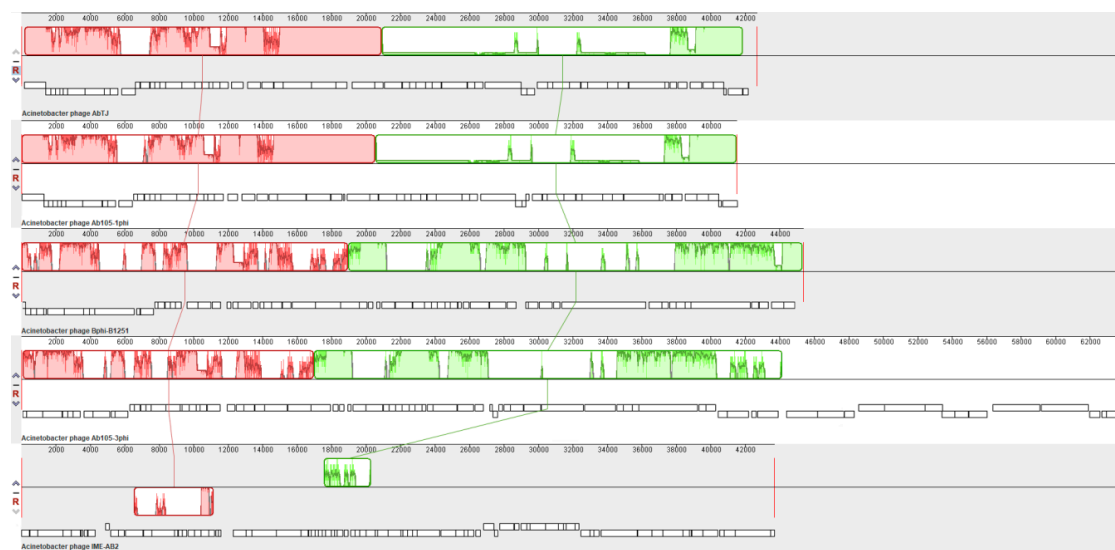 2000 4000 6000 8000 10000 12000 14000 16000 18000 20000 22000 24000 26000 28000 30000 32000 34000 36000 38000 40000 42000
R
Acinetobacter phage AbTJ
2000 4000 6000 8000 10000 12000 14000 16000 18000 20000 22000 24000 26000 28000 30000 32000 34000 36000 38000 40000
R
Acinetobacter phage Ab105-1phi
2000 4000 6000 8000 10000 12000 14000 16000 18000 20000 22000 24000 26000 28000 30000 32000 34000 36000 38000 40000 42000 44000
R
Acinetobacter phage Bphi-B1251
2000 4000 6000 8000 10000 12000 14000 16000 18000 20000 22000 24000 26000 28000 30000 32000 34000 36000 38000 40000 42000 44000 46000 48000 50000 52000 54000 56000 58000 60000 62000
R
Acinetobacter phage Ab105-3phi
2000 4000 6000 8000 10000 12000 14000 16000 18000 20000 22000 24000 26000 28000 30000 32000 34000 36000 38000 40000 42000
R
Acinetobacter phage IME-AB2